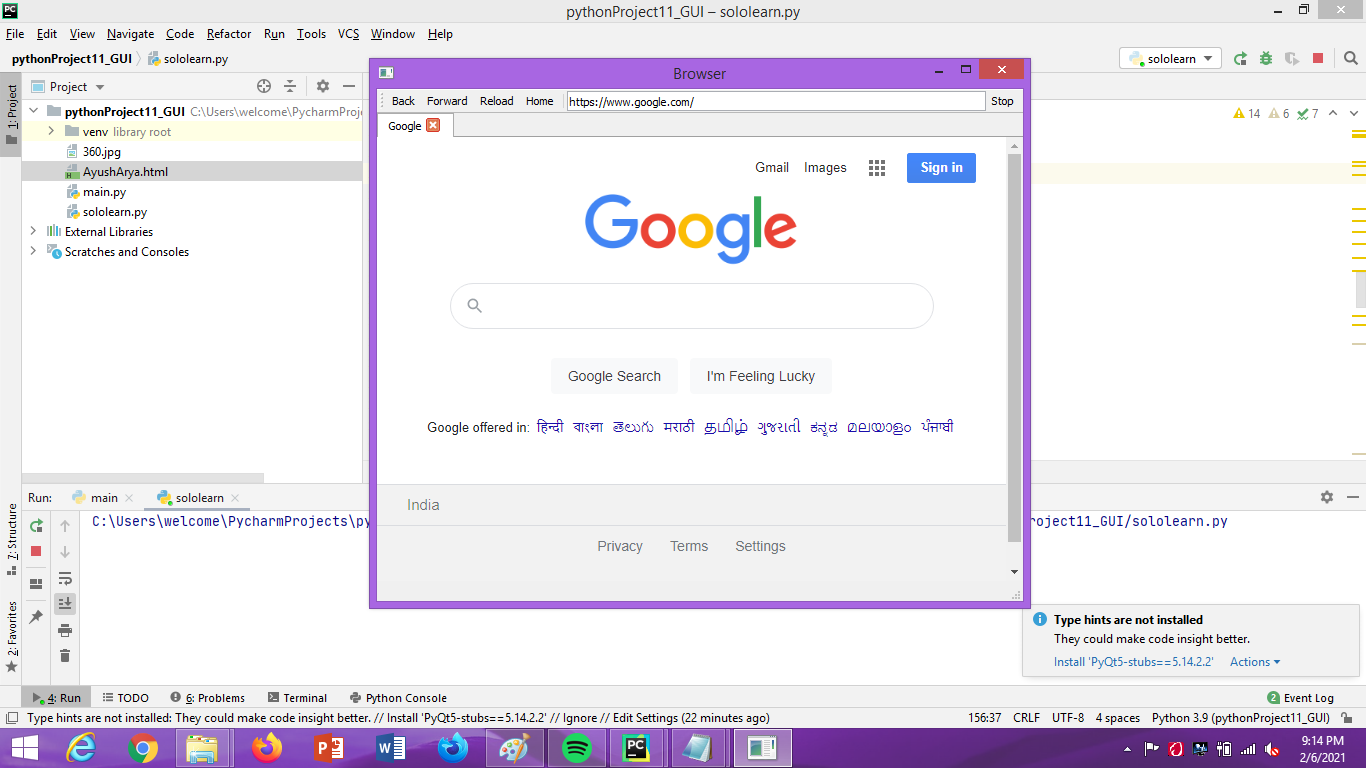 pythonProject11_GUI – sololearn.py
File Edit View Navigate Code Refactor Run Tools VCS Window Help
pythonProject11_GUI sololearn.py
sololearn
1: Project
Project
pythonProject11_GUI C:\Users\welcome\PycharmProje
venv library root
360.jpg
AyushArya.html
main.py
sololearn.py
External Libraries
Scratches and Consoles
14 6 7
Browser
Back Forward Reload Home https://www.google.com/ Stop
Google
Gmail Images Sign in
Google
Google Search I'm Feeling Lucky
Google offered in: हिन्दी বাংলা తెలుగు मराठी தமிழ் ગુજરાતી ಕನ್ನಡ മലയാളം ਪੰਜਾਬੀ
India
Privacy Terms Settings
Run: main sololearn
C:\Users\welcome\PycharmProjects\py
oject11_GUI/sololearn.py
7: Structure
2: Favorites
Type hints are not installed
They could make code insight better.
Install 'PyQt5-stubs==5.14.2.2' Actions
4: Run TODO 6: Problems Terminal Python Console 2 Event Log
Type hints are not installed: They could make code insight better. // Install 'PyQt5-stubs==5.14.2.2' // Ignore // Edit Settings (22 minutes ago) 156:37 CRLF UTF-8 4 spaces Python 3.9 (pythonProject11_GUI)
9:14 PM
2/6/2021